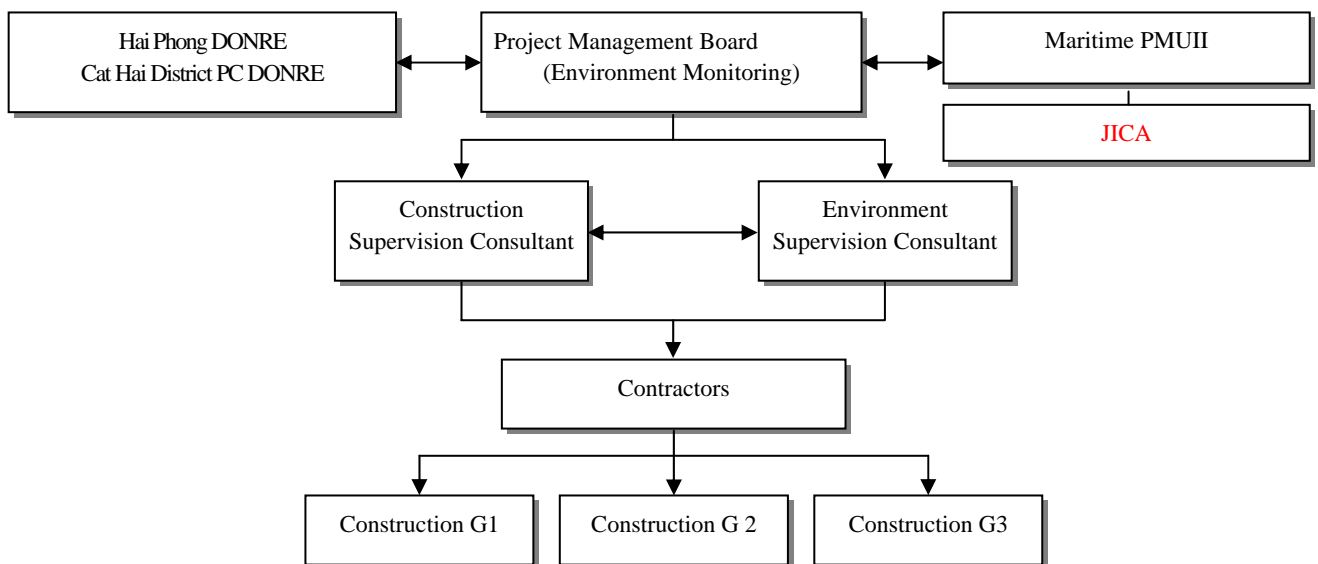 Hai Phong DONRE
Cat Hai District PC DONRE
Project Management Board
(Environment Monitoring)
Maritime PMUII
JICA
Construction
Supervision Consultant
Environment
Supervision Consultant
Contractors
Construction G1
Construction G 2
Construction G3